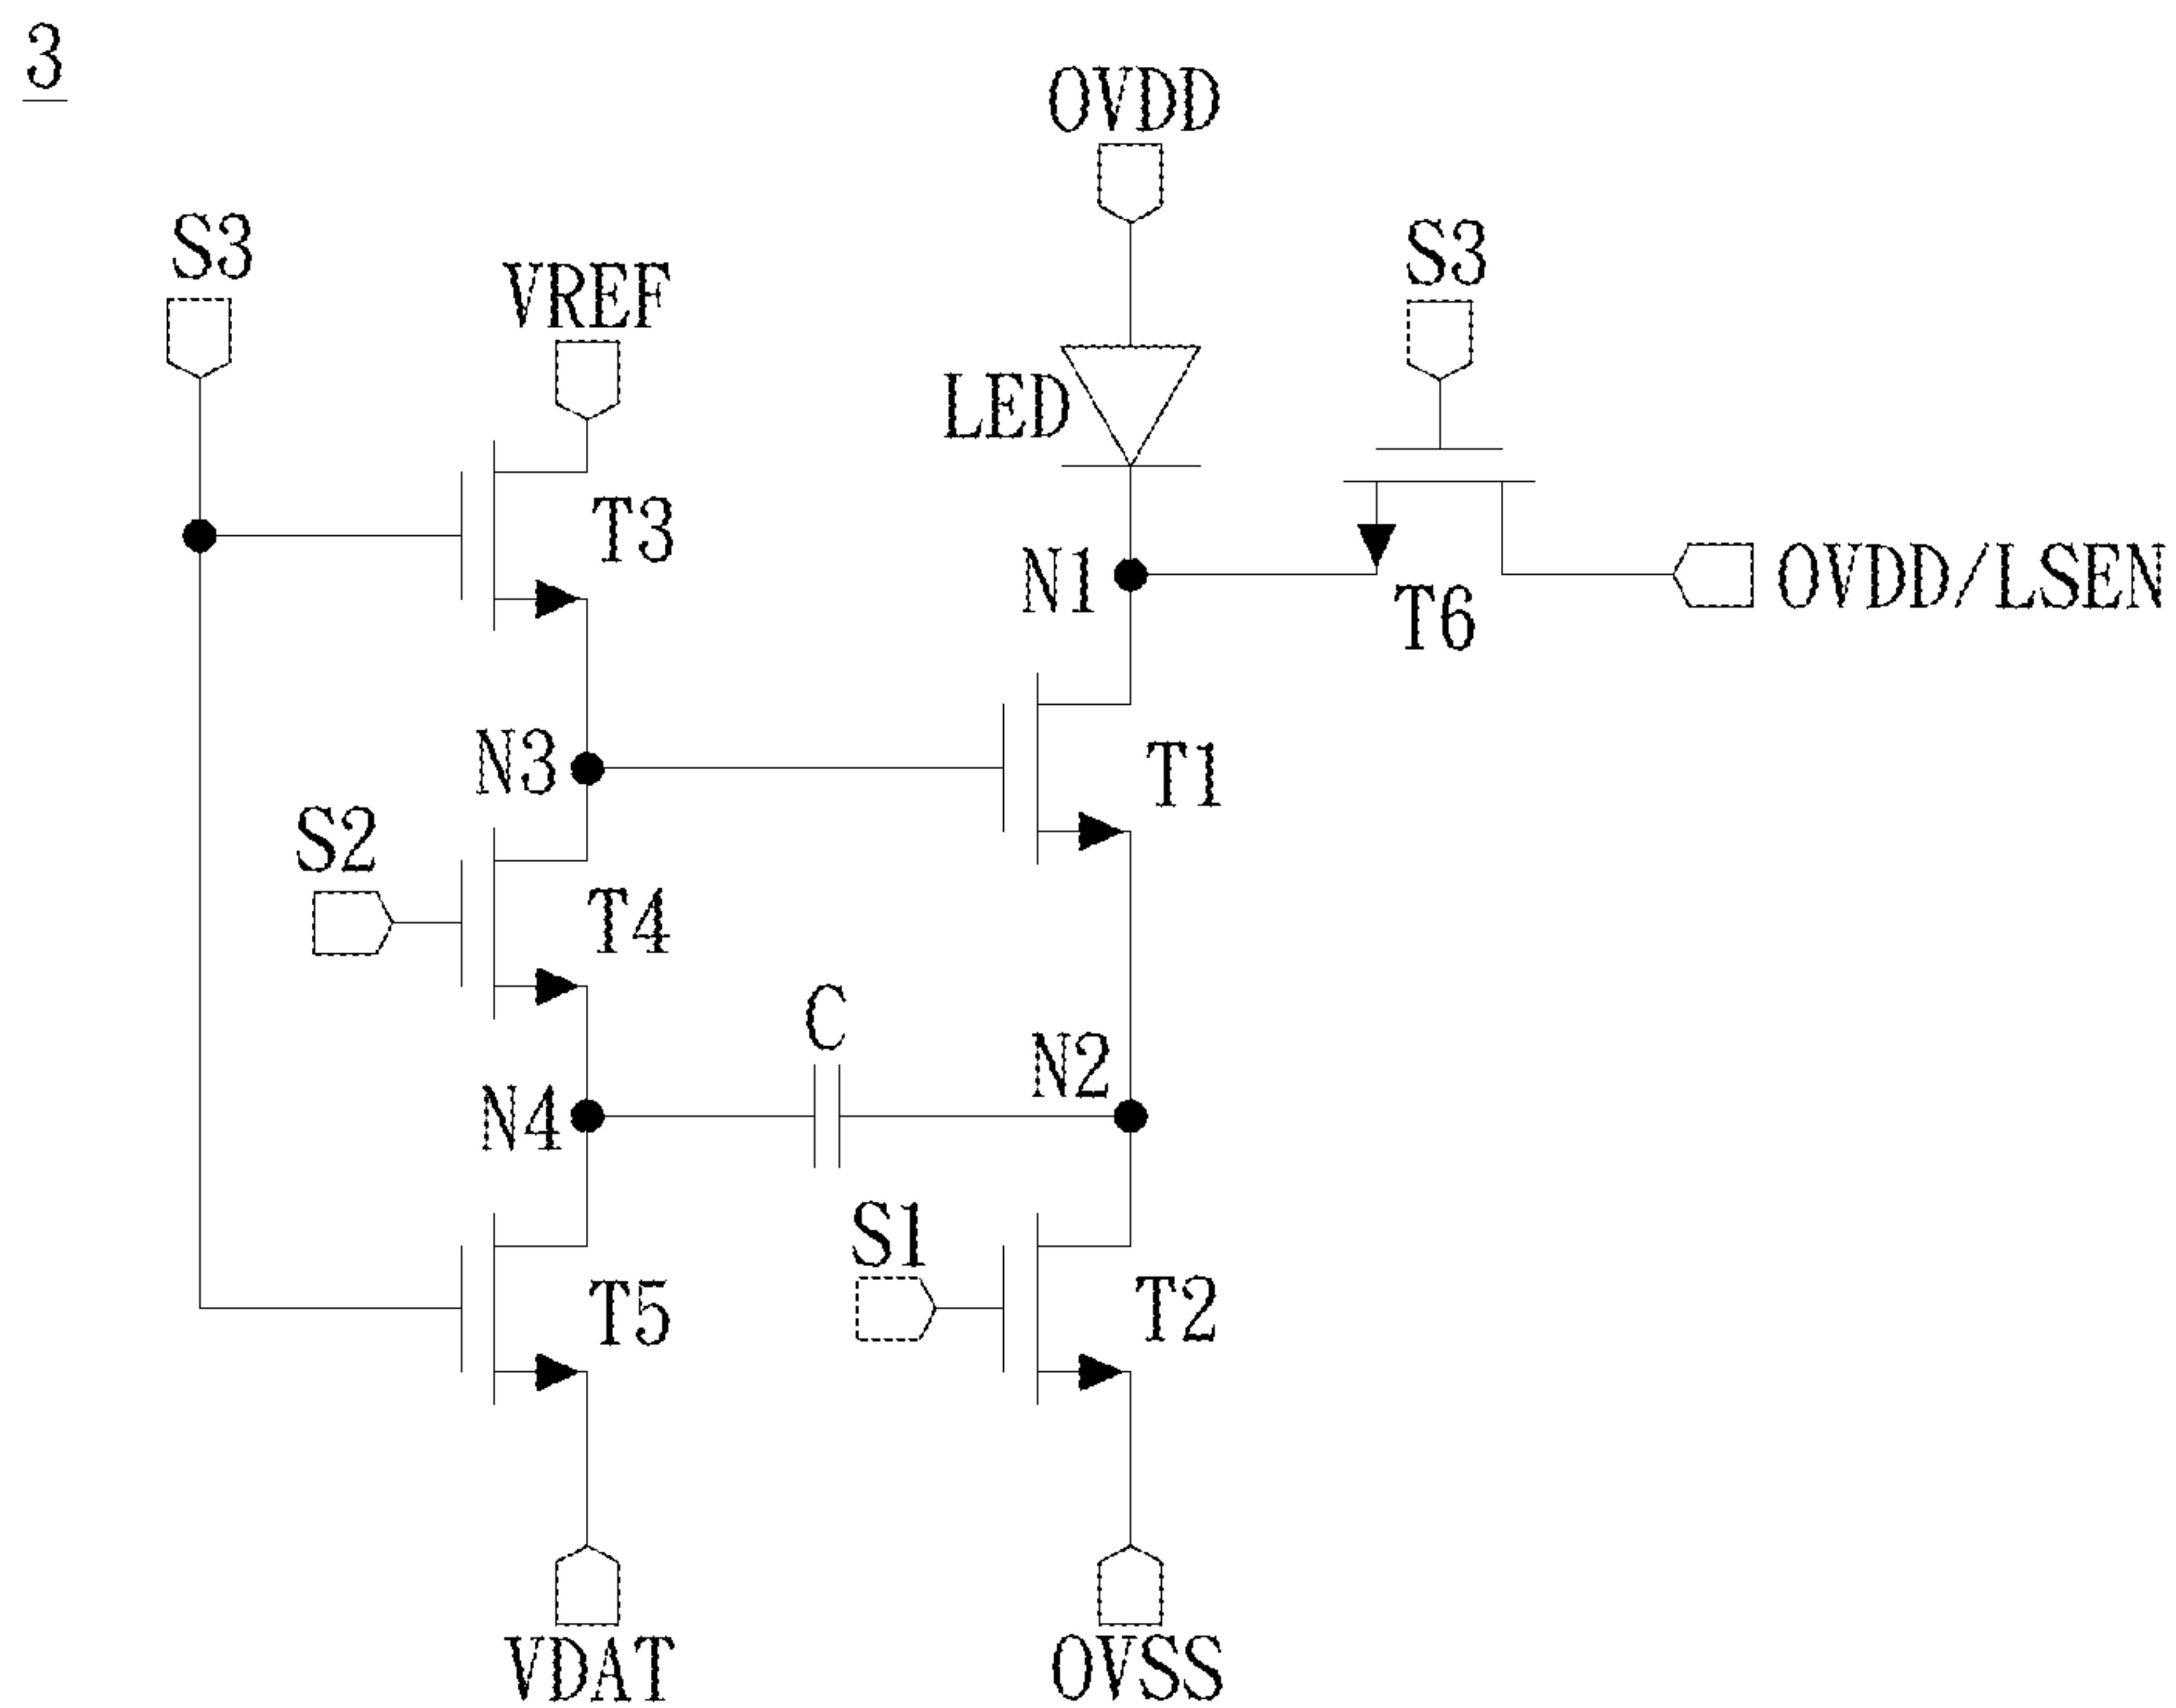 3
OVDD
S3
S3
VREF
LED
T3
N1
OVDD/LSEN
T6
N3
T1
S2
T4
C
N2
N4
S1
T5
T2
VDAT
OVSS